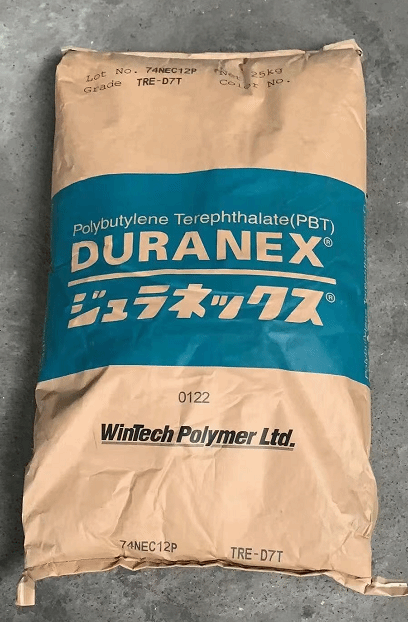 Lot No. 74NEC12P Net 25kg
Grade TRE-D7T Color No.
Polybutylene Terephthalate(PBT)
DURANEX®
ジュラネックス®
0122
WinTech Polymer Ltd.
74NEC12P TRE-D7T